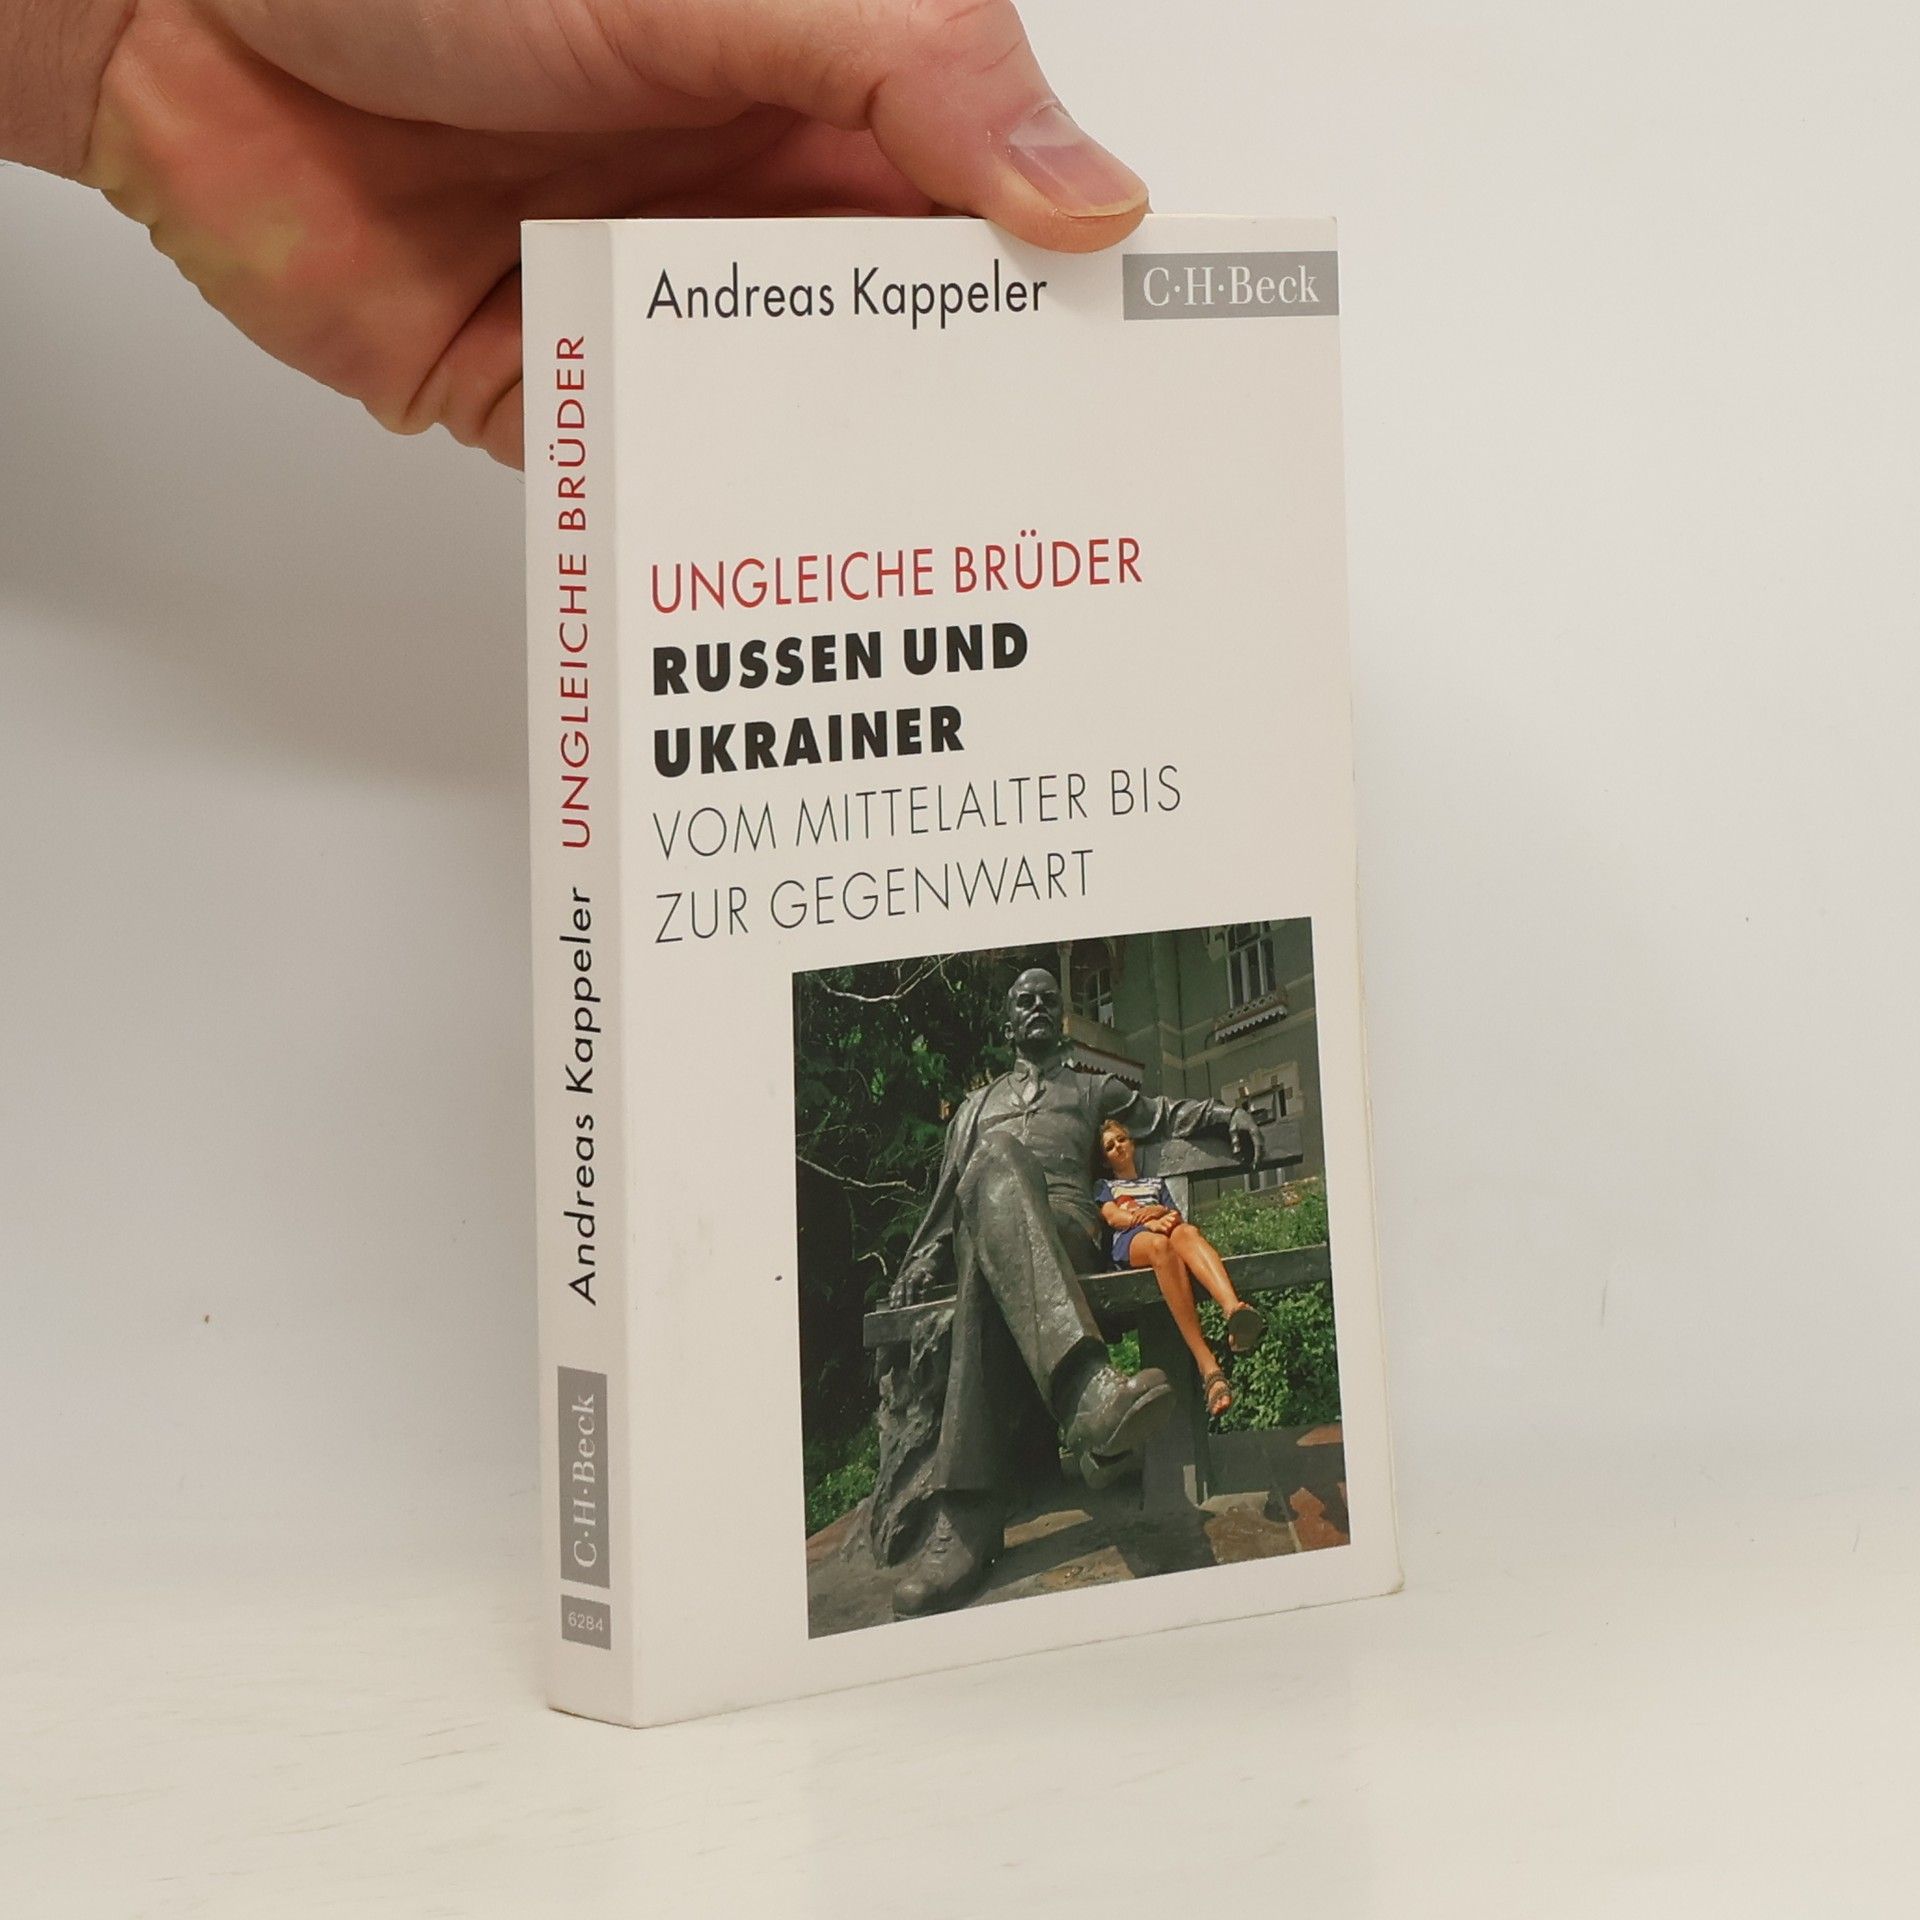 Andreas Kappeler
C·H·Beck
UNGLEICHE BRÜDER
RUSSEN UND
UKRAINER
VOM MITTELALTER BIS
ZUR GEGENWART
Andreas Kappeler UNGLEICHE BRÜDER
C·H·Beck
6284